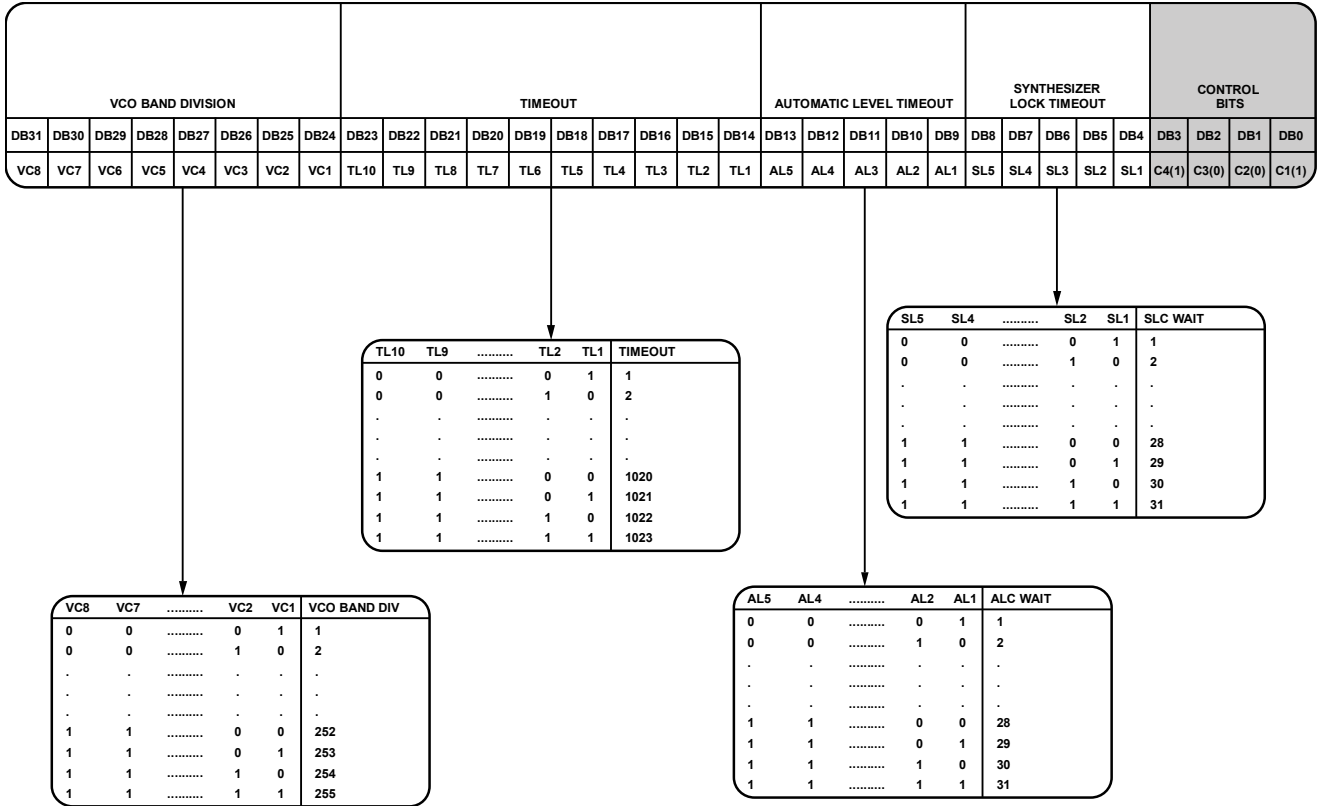 VCO BAND DIVISION
TIMEOUT
AUTOMATIC LEVEL TIMEOUT
SYNTHESIZER
LOCK TIMEOUT
CONTROL
BITS
DB31 DB30 DB29 DB28 DB27 DB26 DB25 DB24 DB23 DB22 DB21 DB20 DB19 DB18 DB17 DB16 DB15 DB14 DB13 DB12 DB11 DB10 DB9 DB8 DB7 DB6 DB5 DB4 DB3 DB2 DB1 DB0
VC8 VC7 VC6 VC5 VC4 VC3 VC2 VC1 TL10 TL9 TL8 TL7 TL6 TL5 TL4 TL3 TL2 TL1 AL5 AL4 AL3 AL2 AL1 SL5 SL4 SL3 SL2 SL1 C4(1) C3(0) C2(0) C1(1)
SL5 SL4 .......... SL2 SL1 SLC WAIT
0 0 .......... 0 1 1
0 0 .......... 1 0 2
. . .......... . . .
. . .......... . . .
. . .......... . . .
1 1 .......... 0 0 28
1 1 .......... 0 1 29
1 1 .......... 1 0 30
1 1 .......... 1 1 31
TL10 TL9 .......... TL2 TL1 TIMEOUT
0 0 .......... 0 1 1
0 0 .......... 1 0 2
. . .......... . . .
. . .......... . . .
. . .......... . . .
1 1 .......... 0 0 1020
1 1 .......... 0 1 1021
1 1 .......... 1 0 1022
1 1 .......... 1 1 1023
VC8 VC7 .......... VC2 VC1 VCO BAND DIV
0 0 .......... 0 1 1
0 0 .......... 1 0 2
. . .......... . . .
. . .......... . . .
. . .......... . . .
1 1 .......... 0 0 252
1 1 .......... 0 1 253
1 1 .......... 1 0 254
1 1 .......... 1 1 255
AL5 AL4 .......... AL2 AL1 ALC WAIT
0 0 .......... 0 1 1
0 0 .......... 1 0 2
. . .......... . . .
. . .......... . . .
. . .......... . . .
1 1 .......... 0 0 28
1 1 .......... 0 1 29
1 1 .......... 1 0 30
1 1 .......... 1 1 31